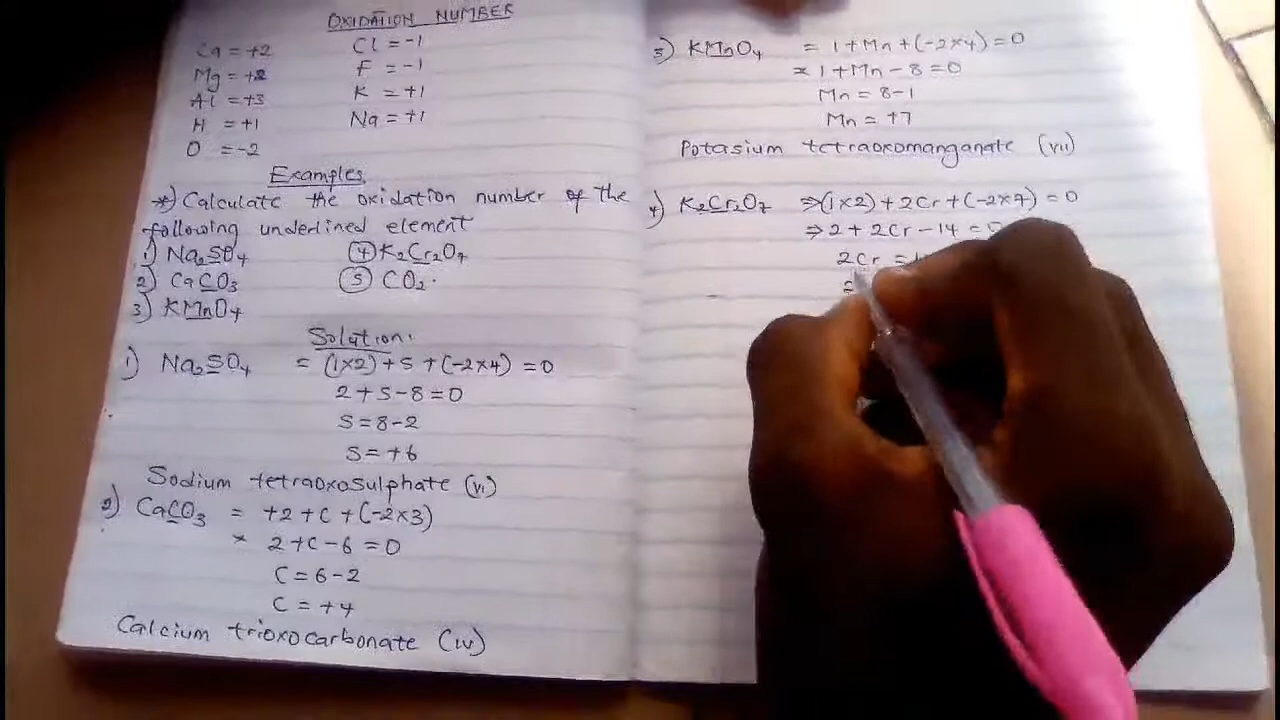 OXIDATION NUMBER
Ca = +2
Mg = +2
Al = +3
H = +1
O = -2
Cl = -1
F = -1
K = +1
Na = +1
Examples
*) Calculate the oxidation number of the
following underlined element
1) Na2SO4
2) CaCO3
3) KMnO4
④ K2Cr2O7
⑤ CO2.
Solution.
1) Na2SO4 = (1×2) + S + (-2×4) = 0
2 + S - 8 = 0
S = 8 - 2
S = +6
Sodium tetraoxosulphate (vi)
2) CaCO3 = +2 + C + (-2×3)
* 2 + C - 6 = 0
C = 6 - 2
C = +4
Calcium trioxocarbonate (iv)
3) KMnO4 = 1 + Mn + (-2×4) = 0
× 1 + Mn - 8 = 0
Mn = 8 - 1
Mn = +7
Potasium tetraoxomanganate (vii)
4) K2Cr2O7 ⇒ (1×2) + 2Cr + (-2×7) = 0
⇒ 2 + 2Cr - 14 = 0
2Cr =
2